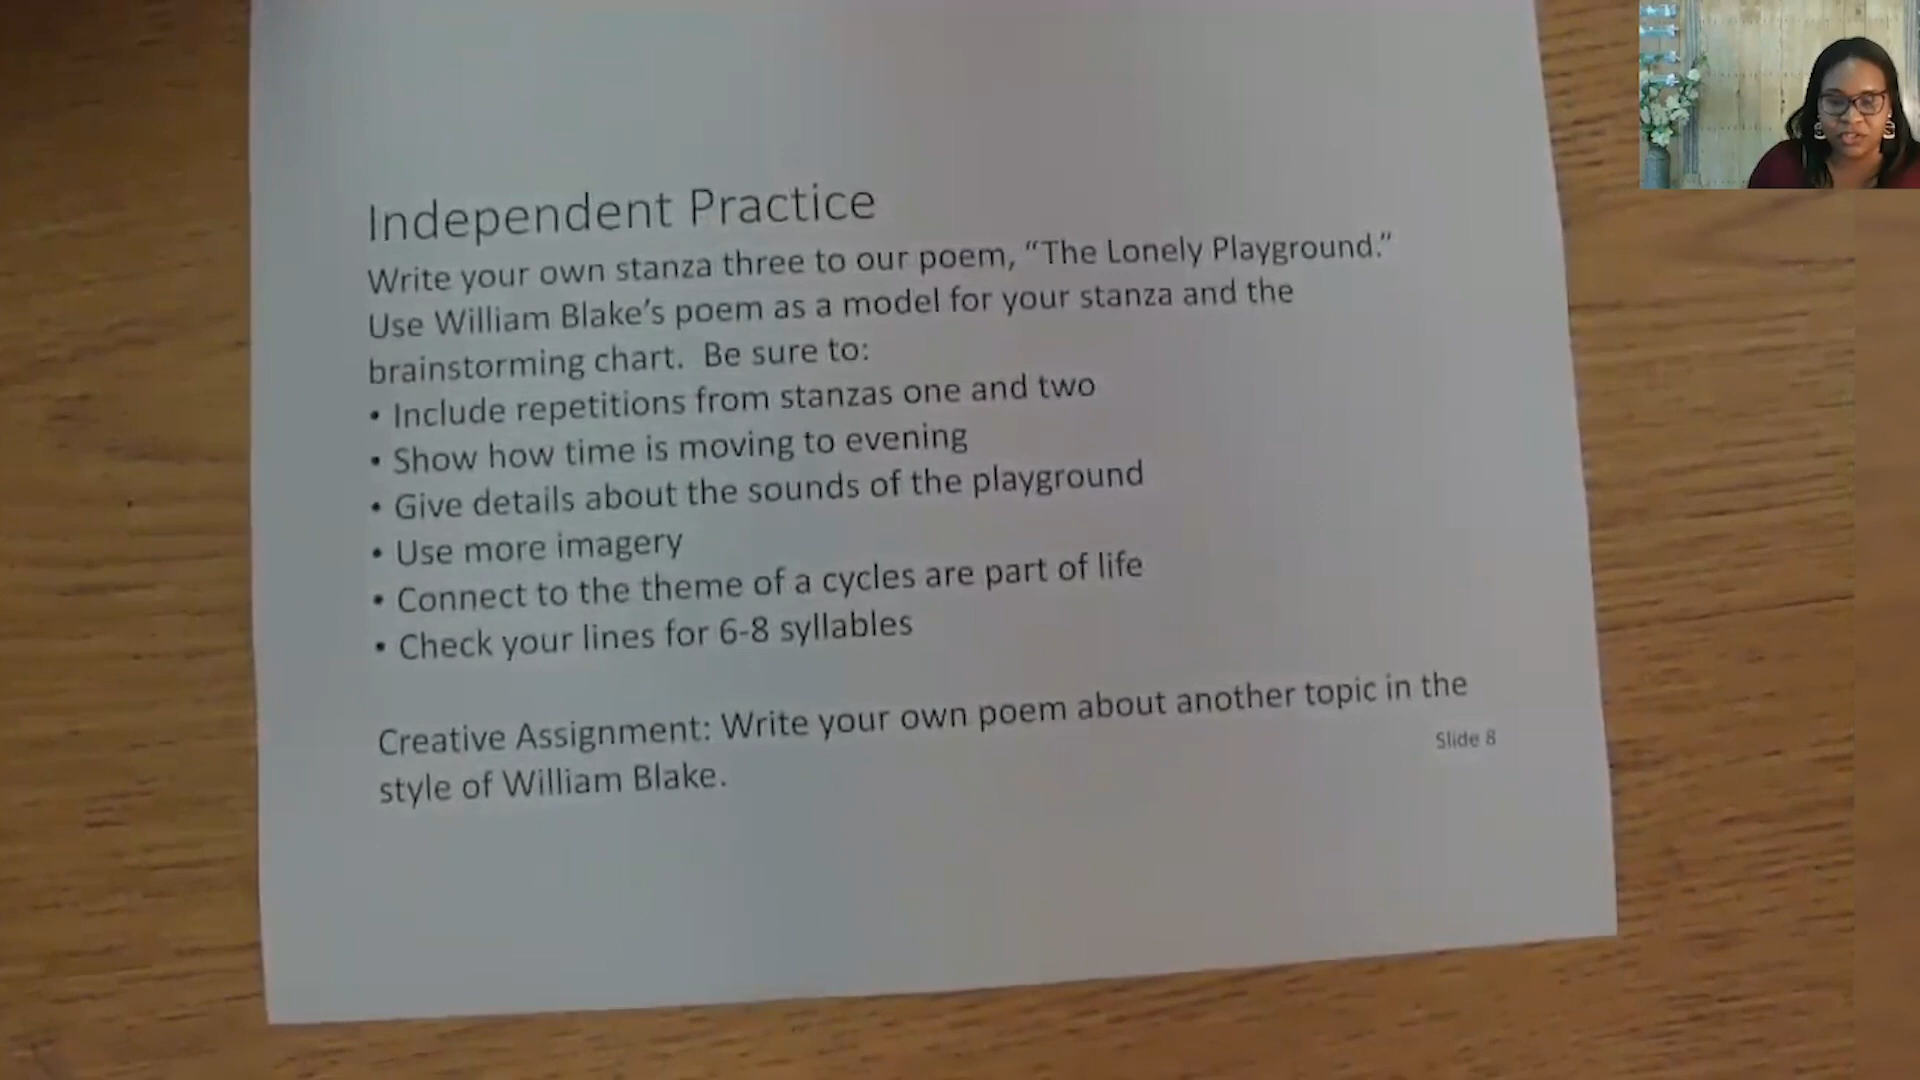 Independent Practice
Write your own stanza three to our poem, “The Lonely Playground.”
Use William Blake’s poem as a model for your stanza and the
brainstorming chart.  Be sure to:
• Include repetitions from stanzas one and two
• Show how time is moving to evening
• Give details about the sounds of the playground
• Use more imagery
• Connect to the theme of a cycles are part of life
• Check your lines for 6-8 syllables
Creative Assignment: Write your own poem about another topic in the
style of William Blake.
Slide 8